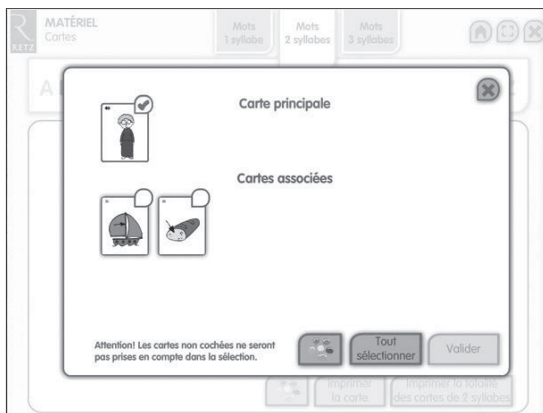 MATÉRIEL
Cartes
RETZ
Mots
1 syllabe
Mots
2 syllabes
Mots
3 syllabes
A
Carte principale
Cartes associées
Attention! Les cartes non cochées ne seront
pas prises en compte dans la sélection.
Tout
sélectionner
Valider
Imprimer
la carte
Imprimer la totalité
des cartes de 2 syllabes